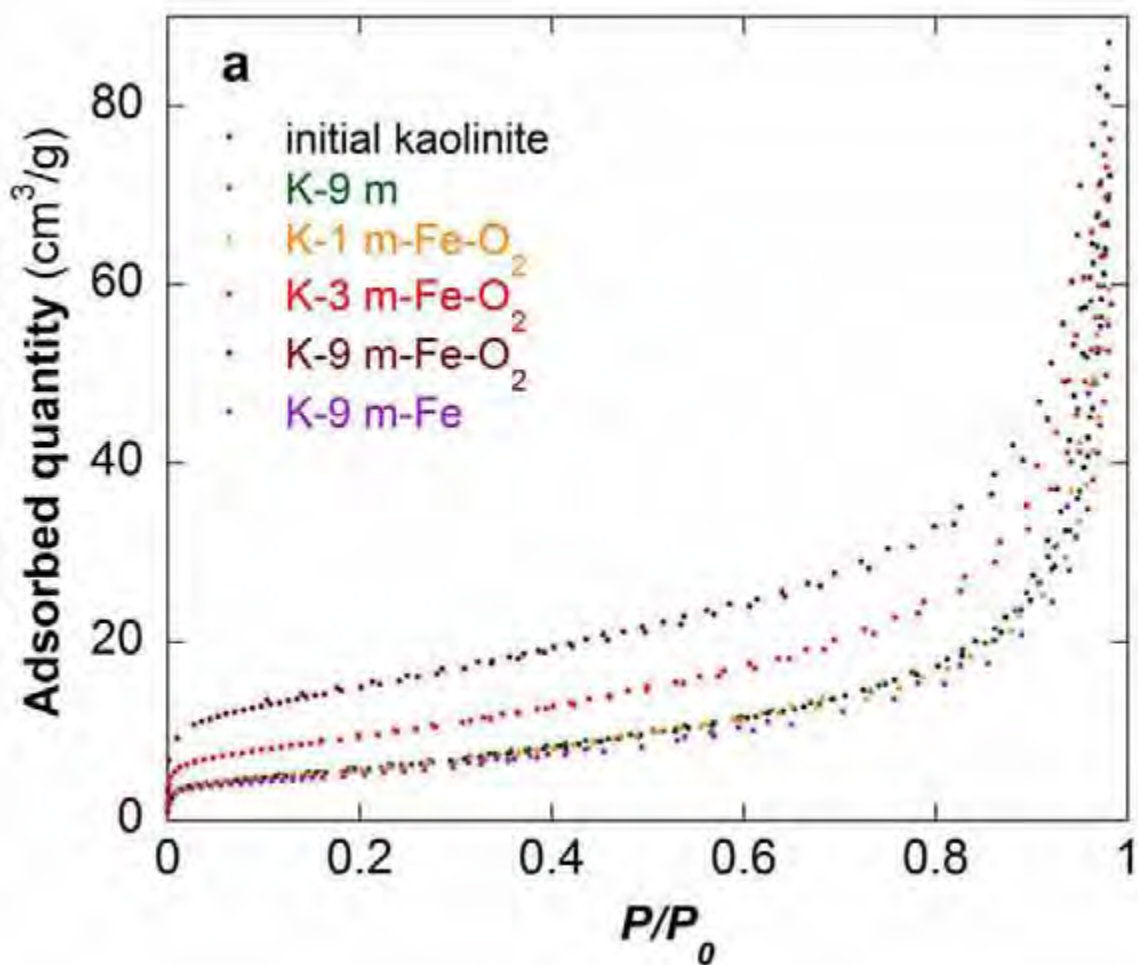 a
initial kaolinite
K-9 m
K-1 m-Fe-O₂
K-3 m-Fe-O₂
K-9 m-Fe-O₂
K-9 m-Fe
Adsorbed quantity (cm³/g)
80
60
40
20
0
0 0.2 0.4 0.6 0.8 1
P/P₀